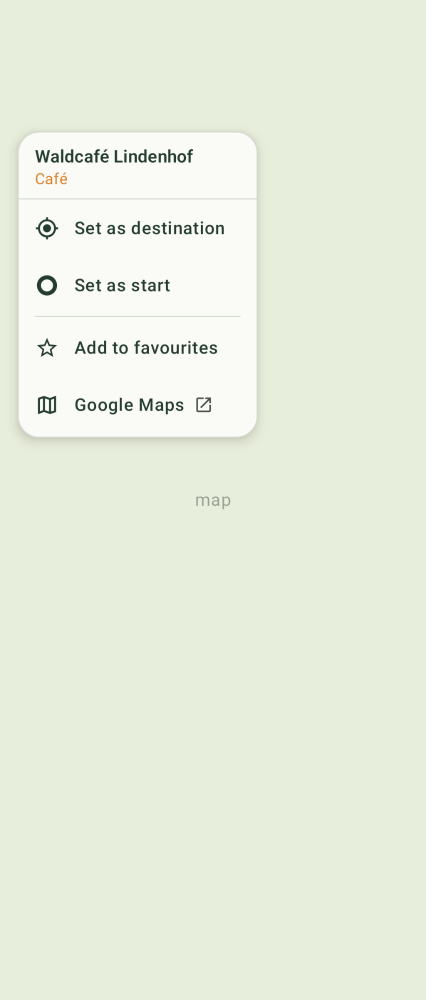 Waldcafé Lindenhof
Café
Set as destination
Set as start
Add to favourites
Google Maps
map